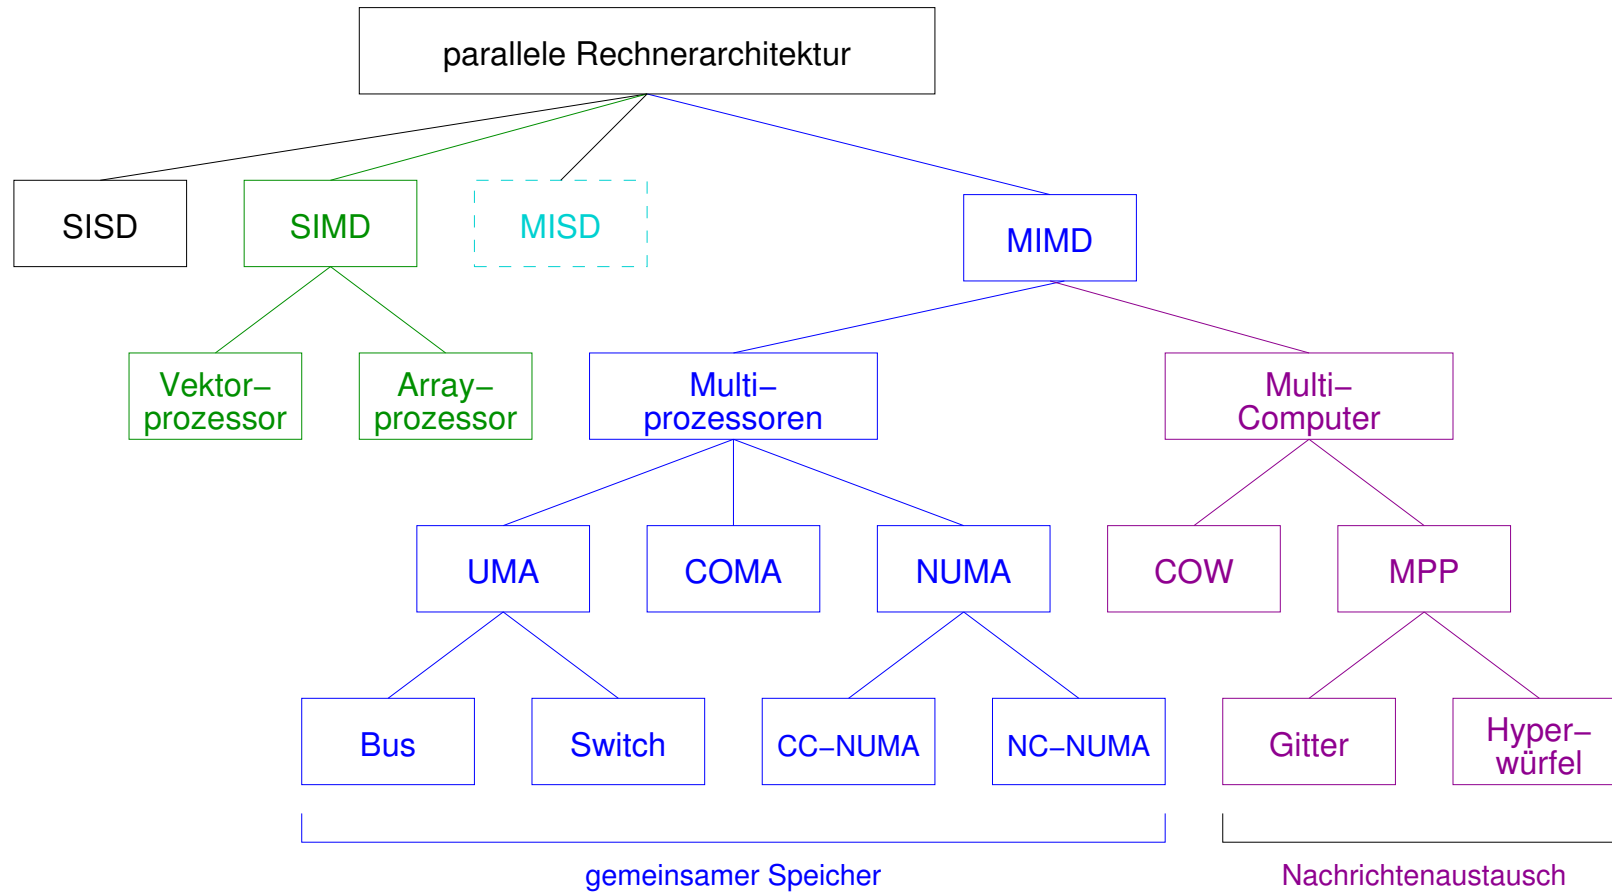 parallele Rechnerarchitektur
SISD
SIMD
MISD
MIMD
Vektor–
prozessor
Array–
prozessor
Multi–
prozessoren
Multi–
Computer
UMA
COMA
NUMA
COW
MPP
Bus
Switch
CC–NUMA
NC–NUMA
Gitter
Hyper–
würfel
gemeinsamer Speicher
Nachrichtenaustausch